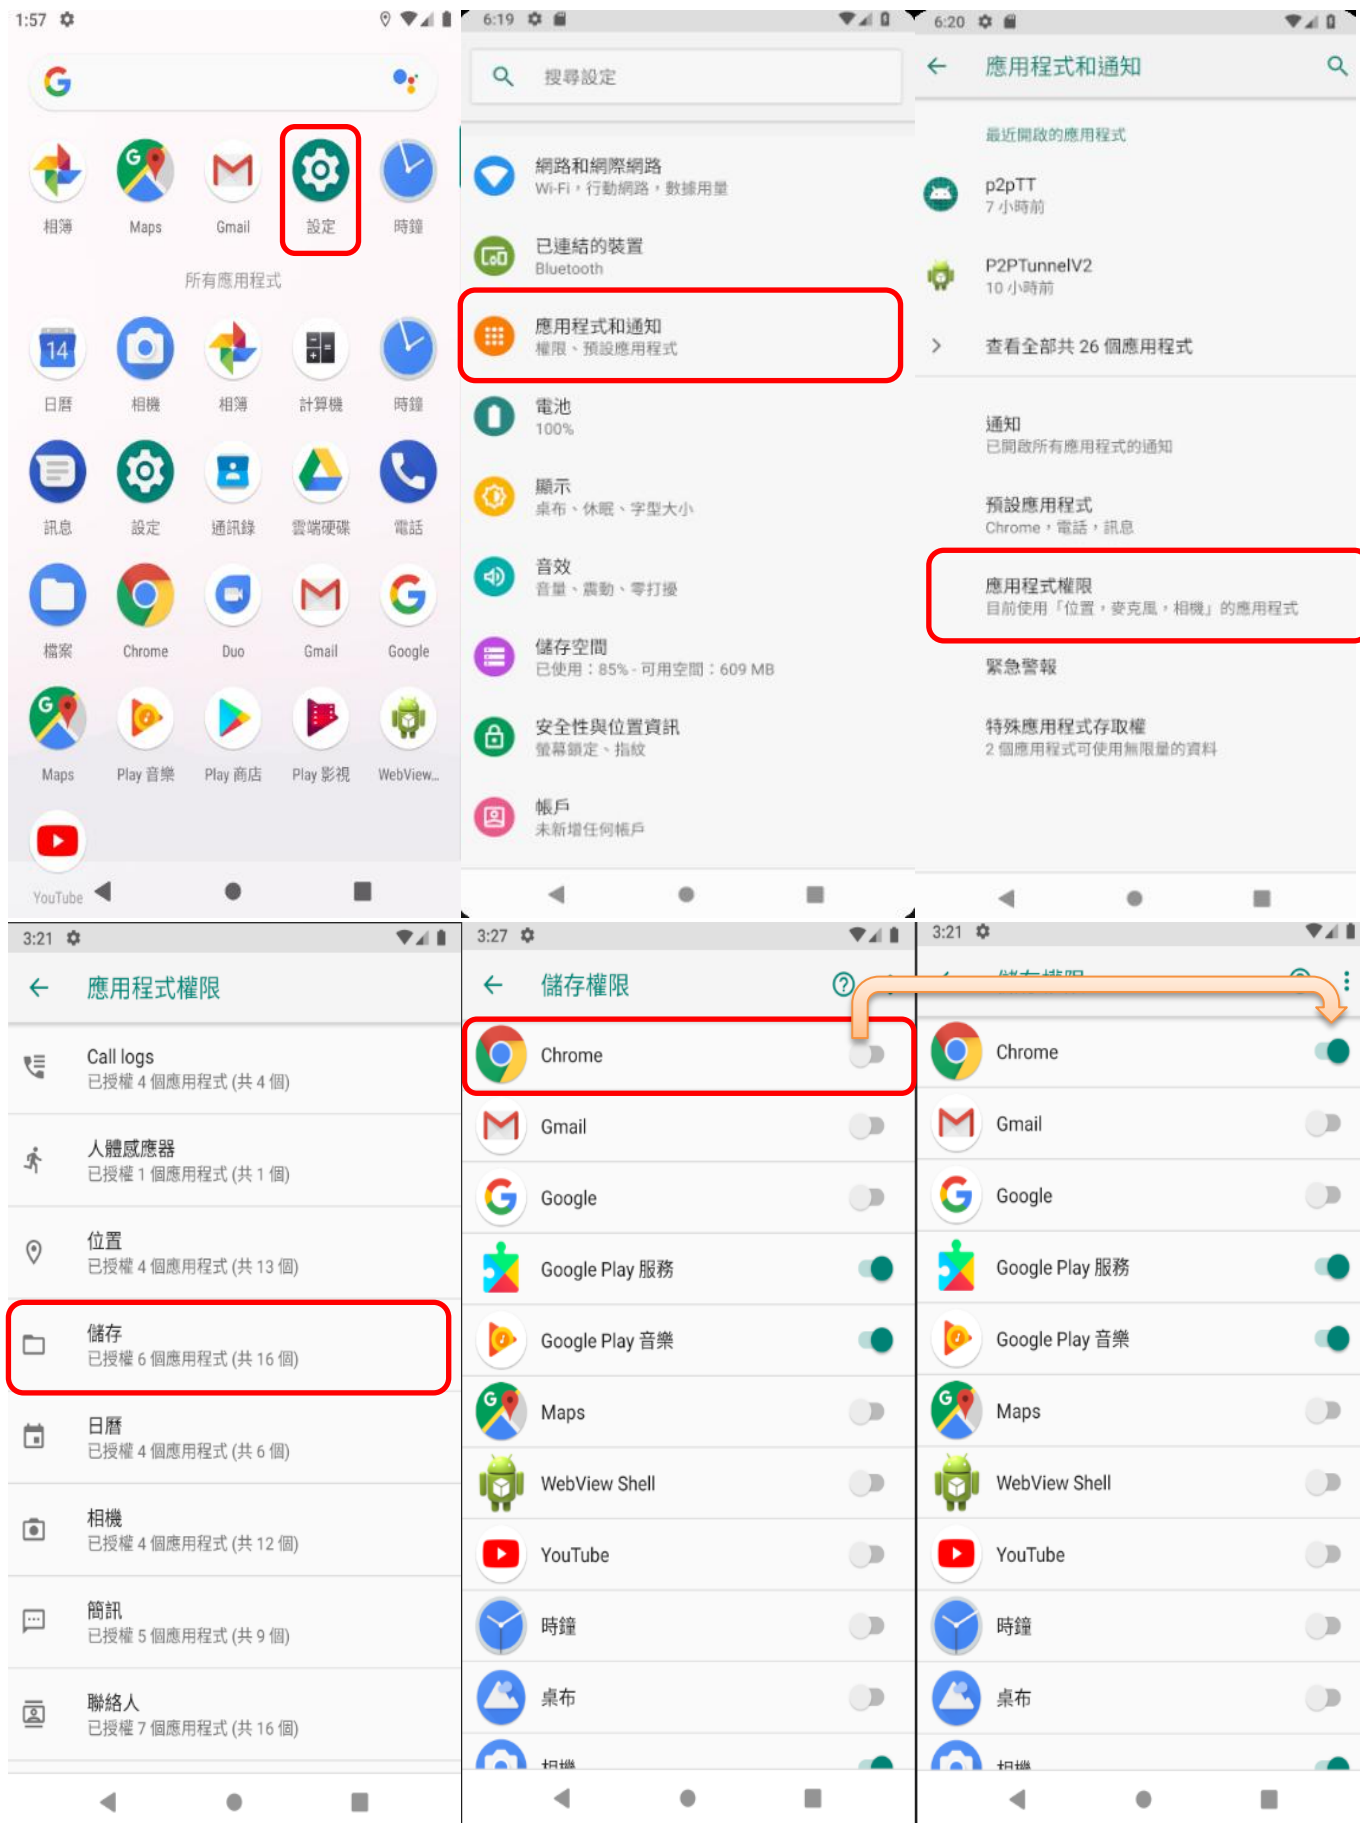 1:57
相簿
Maps
Gmail
設定
時鐘
所有應用程式
14
日曆
相機
相簿
計算機
時鐘
訊息
設定
通訊錄
雲端硬碟
電話
檔案
Chrome
Duo
Gmail
Google
Maps
Play 音樂
Play 商店
Play 影視
WebView...
YouTube
6:19
搜尋設定
網路和網際網路
Wi-Fi，行動網路，數據用量
已連結的裝置
Bluetooth
應用程式和通知
權限、預設應用程式
電池
100%
顯示
桌布、休眠、字型大小
音效
音量、震動、零打擾
儲存空間
已使用：85% - 可用空間：609 MB
安全性與位置資訊
螢幕鎖定、指紋
帳戶
未新增任何帳戶
6:20
應用程式和通知
最近開啟的應用程式
p2pTT
7 小時前
P2PTunnelV2
10 小時前
查看全部共 26 個應用程式
通知
已開啟所有應用程式的通知
預設應用程式
Chrome，電話，訊息
應用程式權限
目前使用「位置，麥克風，相機」的應用程式
緊急警報
特殊應用程式存取權
2 個應用程式可使用無限量的資料
3:21
應用程式權限
Call logs
已授權 4 個應用程式 (共 4 個)
人體感應器
已授權 1 個應用程式 (共 1 個)
位置
已授權 4 個應用程式 (共 13 個)
儲存
已授權 6 個應用程式 (共 16 個)
日曆
已授權 4 個應用程式 (共 6 個)
相機
已授權 4 個應用程式 (共 12 個)
簡訊
已授權 5 個應用程式 (共 9 個)
聯絡人
已授權 7 個應用程式 (共 16 個)
3:27
儲存權限
Chrome
Gmail
Google
Google Play 服務
Google Play 音樂
Maps
WebView Shell
YouTube
時鐘
桌布
相機
3:21
儲存權限
Chrome
Gmail
Google
Google Play 服務
Google Play 音樂
Maps
WebView Shell
YouTube
時鐘
桌布
相機